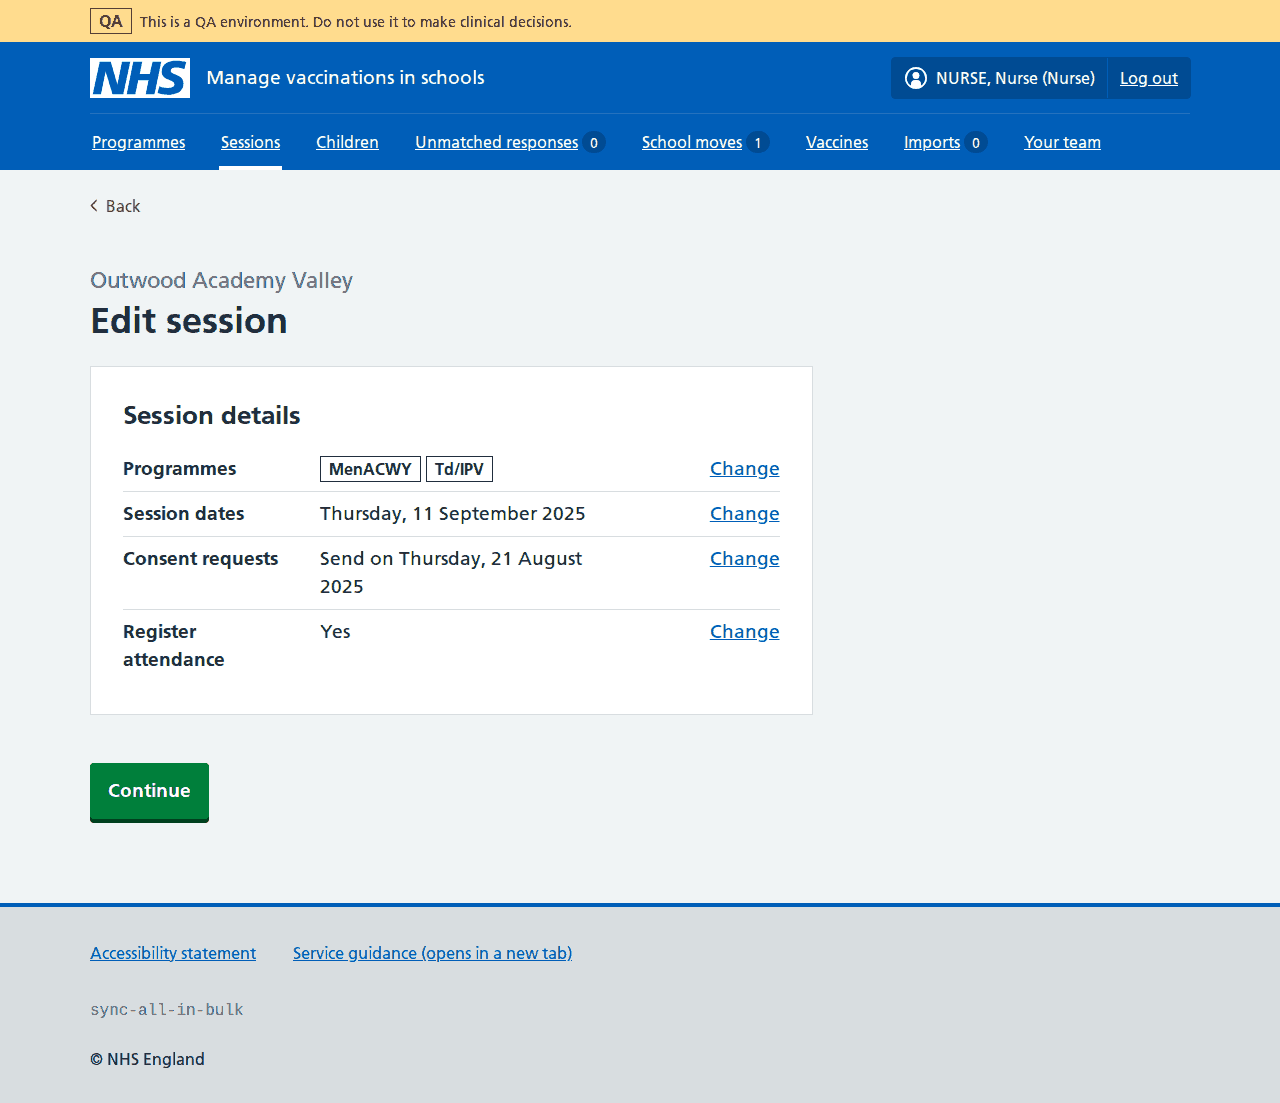 QA This is a QA environment. Do not use it to make clinical decisions.
NHS Manage vaccinations in schools NURSE, Nurse (Nurse) Log out
Programmes Sessions Children Unmatched responses 0 School moves 1 Vaccines Imports 0 Your team
Back
Outwood Academy Valley
Edit session
Session details
Programmes MenACWY Td/IPV Change
Session dates Thursday, 11 September 2025 Change
Consent requests Send on Thursday, 21 August Change
2025
Register Yes Change
attendance
Continue
Accessibility statement Service guidance (opens in a new tab)
sync-all-in-bulk
© NHS England